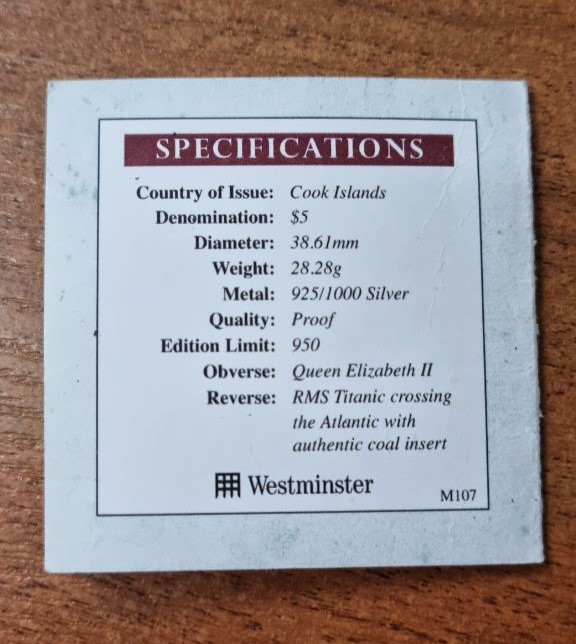 SPECIFICATIONS
Country of Issue: Cook Islands
Denomination: $5
Diameter: 38.61mm
Weight: 28.28g
Metal: 925/1000 Silver
Quality: Proof
Edition Limit: 950
Obverse: Queen Elizabeth II
Reverse: RMS Titanic crossing
the Atlantic with
authentic coal insert
Westminster
M107